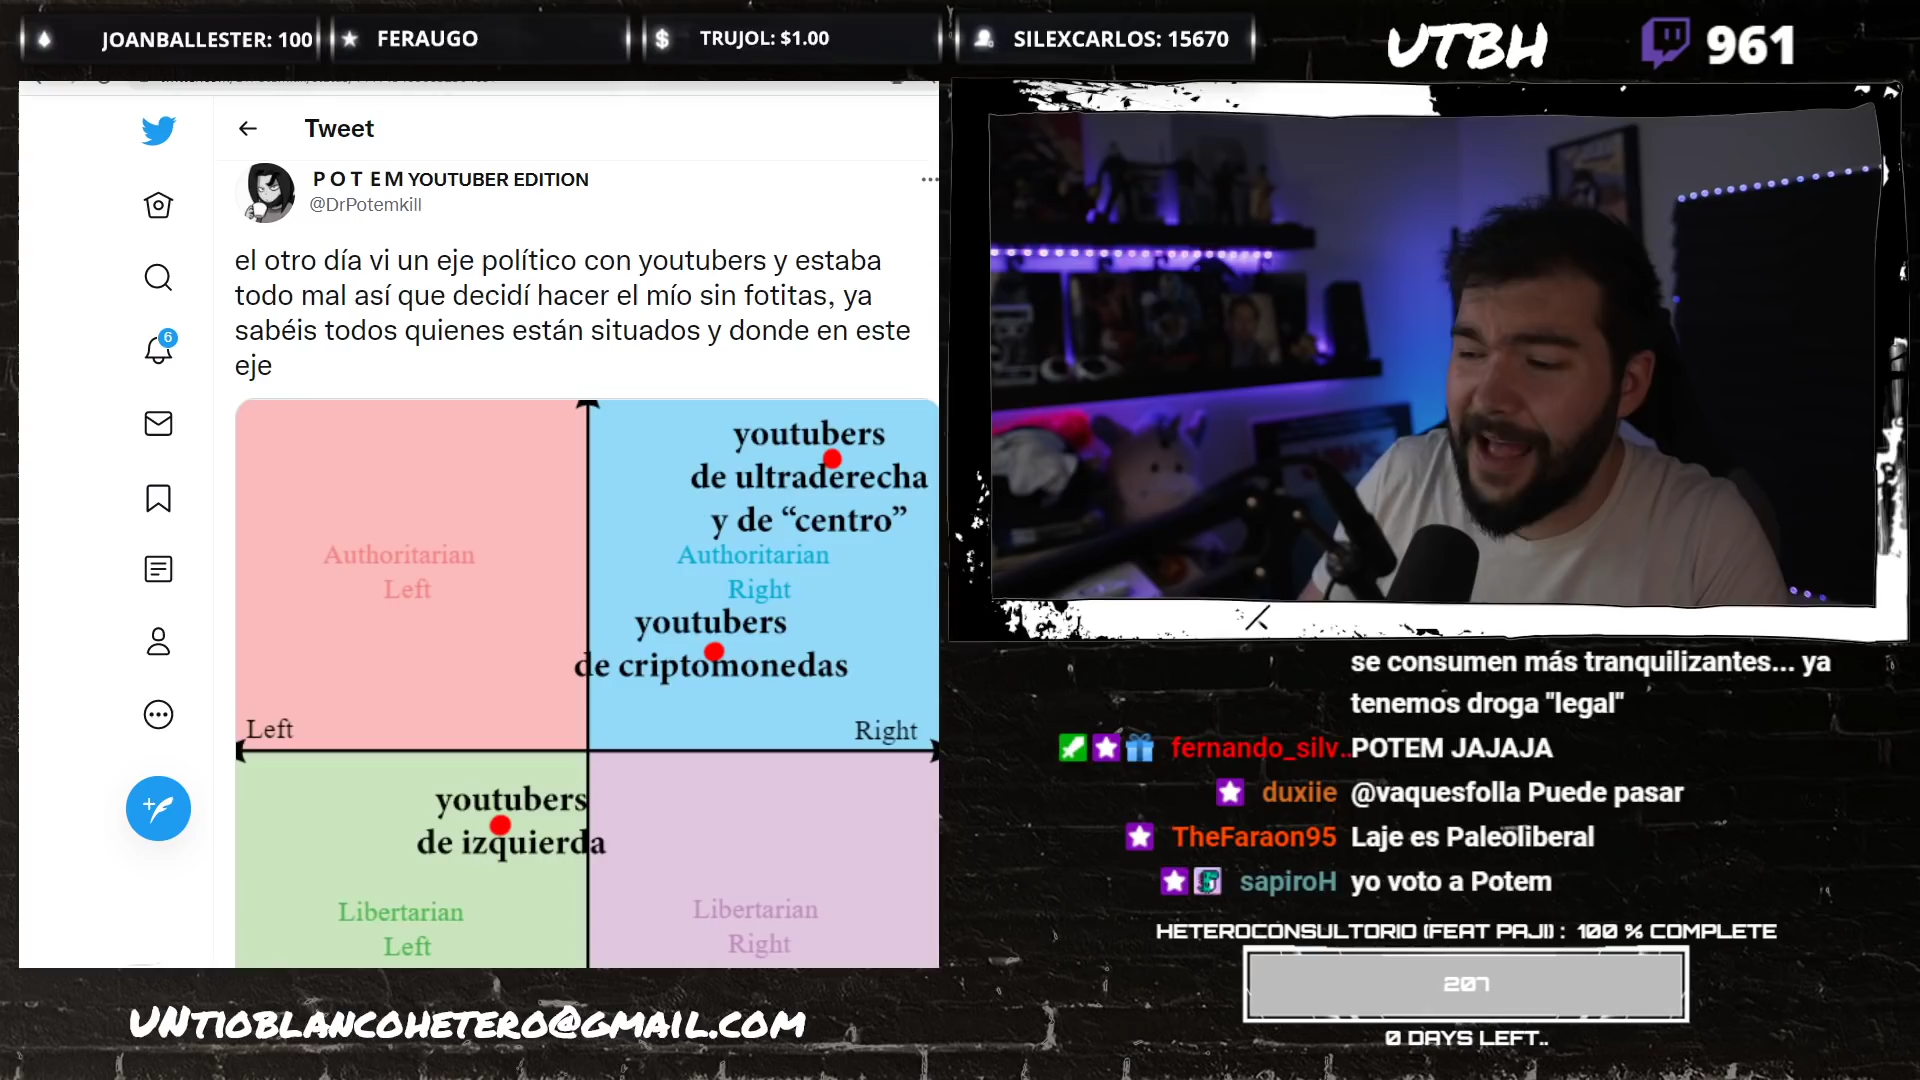 JOANBALLESTER: 100
FERAUGO
$
TRUJOL: $1.00
SILEXCARLOS: 15670
UTBH
961
Tweet
P O T E M YOUTUBER EDITION
@DrPotemkill
6
el otro día vi un eje político con youtubers y estaba
todo mal así que decidí hacer el mío sin fotitas, ya
sabéis todos quienes están situados y donde en este
eje
youtubers
de ultraderecha
y de “centro”
Authoritarian
Left
Authoritarian
Right
youtubers
de criptomonedas
Left
Right
youtubers
de izquierda
Libertarian
Left
Libertarian
Right
se consumen más tranquilizantes... ya
tenemos droga "legal"
fernando_silv.. POTEM JAJAJA
duxiie @vaquesfolla Puede pasar
TheFaraon95 Laje es Paleoliberal
sapiroH yo voto a Potem
HETEROCONSULTORIO (FEAT PAJI) : 100 % COMPLETE
207
0 DAYS LEFT..
UNTIOBLANCOHETERO@GMAIL.COM